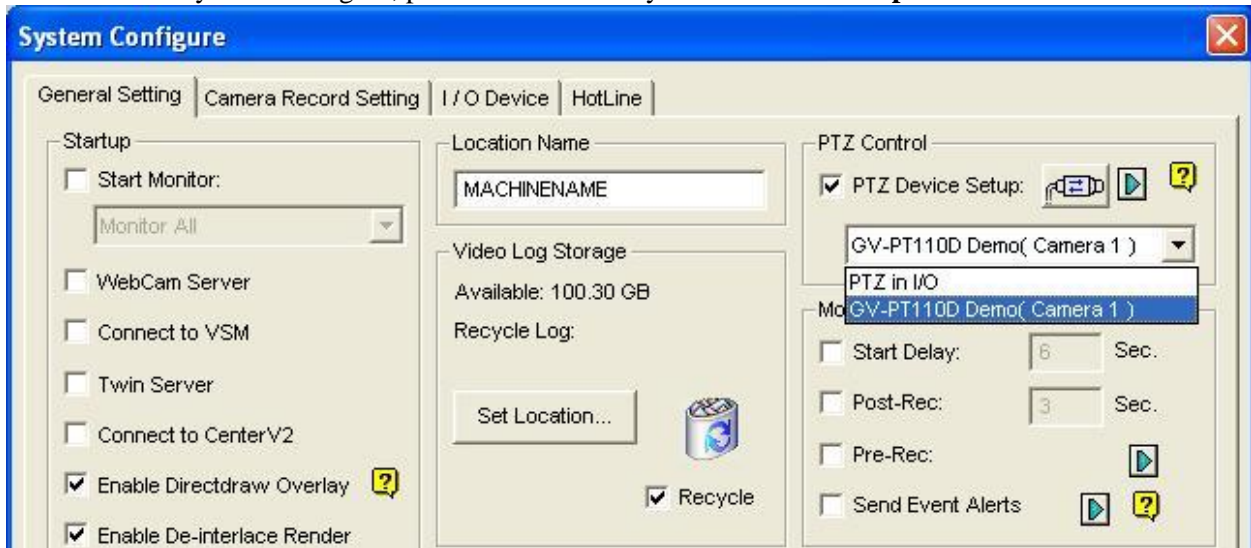 System Configure
General Setting
Camera Record Setting
I / O Device
HotLine
Startup
Start Monitor:
Monitor All
WebCam Server
Connect to VSM
Twin Server
Connect to CenterV2
Enable Directdraw Overlay
Enable De-interlace Render
Location Name
MACHINENAME
Video Log Storage
Available: 100.30 GB
Recycle Log:
Set Location...
Recycle
PTZ Control
PTZ Device Setup:
GV-PT110D Demo( Camera 1 )
PTZ in I/O
GV-PT110D Demo( Camera 1 )
Mo
Start Delay:
6
Sec.
Post-Rec:
3
Sec.
Pre-Rec:
Send Event Alerts